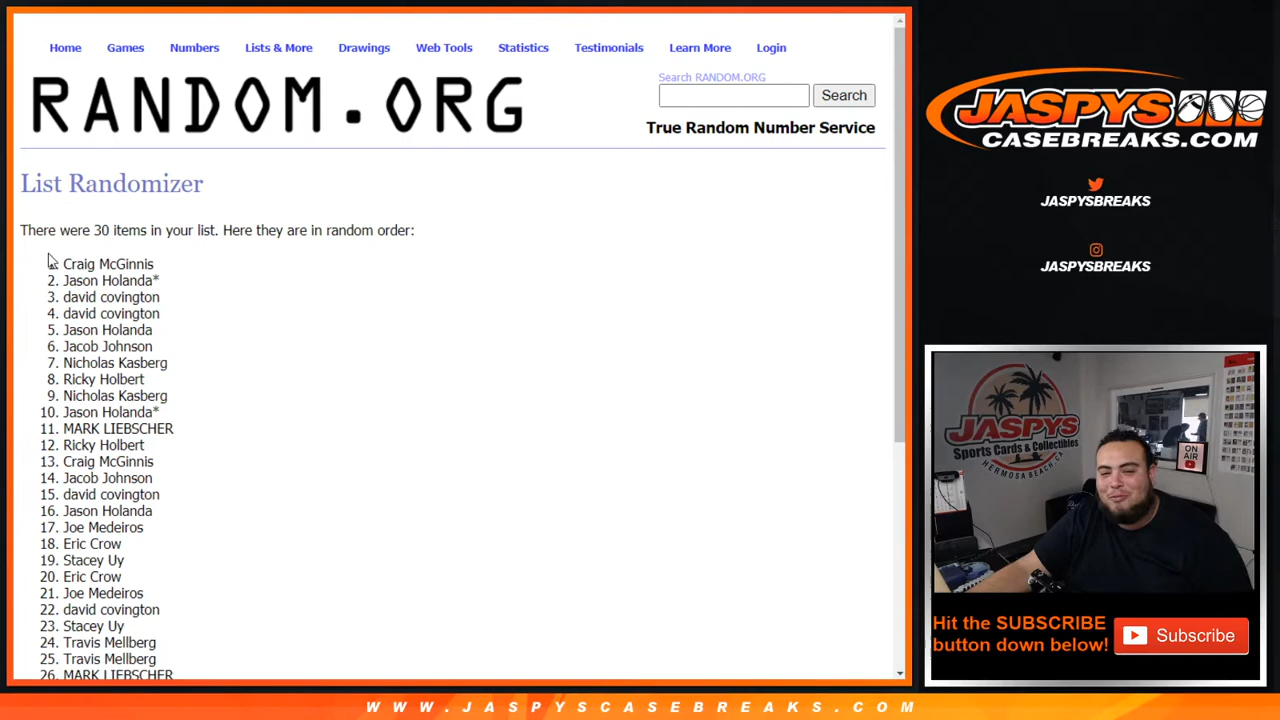 Home Games Numbers Lists & More Drawings Web Tools Statistics Testimonials Learn More Login
RANDOM.ORG
Search RANDOM.ORG
Search
True Random Number Service
List Randomizer
There were 30 items in your list. Here they are in random order:
Craig McGinnis
2. Jason Holanda*
3. david covington
4. david covington
5. Jason Holanda
6. Jacob Johnson
7. Nicholas Kasberg
8. Ricky Holbert
9. Nicholas Kasberg
10. Jason Holanda*
11. MARK LIEBSCHER
12. Ricky Holbert
13. Craig McGinnis
14. Jacob Johnson
15. david covington
16. Jason Holanda
17. Joe Medeiros
18. Eric Crow
19. Stacey Uy
20. Eric Crow
21. Joe Medeiros
22. david covington
23. Stacey Uy
24. Travis Mellberg
25. Travis Mellberg
26. MARK LIEBSCHER
JASPYS
CASEBREAKS.COM
JASPYSBREAKS
JASPYSBREAKS
JASPYS
Sports Cards & Collectibles
HERMOSA BEACH, CA
ON
AIR
Hit the SUBSCRIBE
button down below!
Subscribe
WWW.JASPYSCASEBREAKS.COM